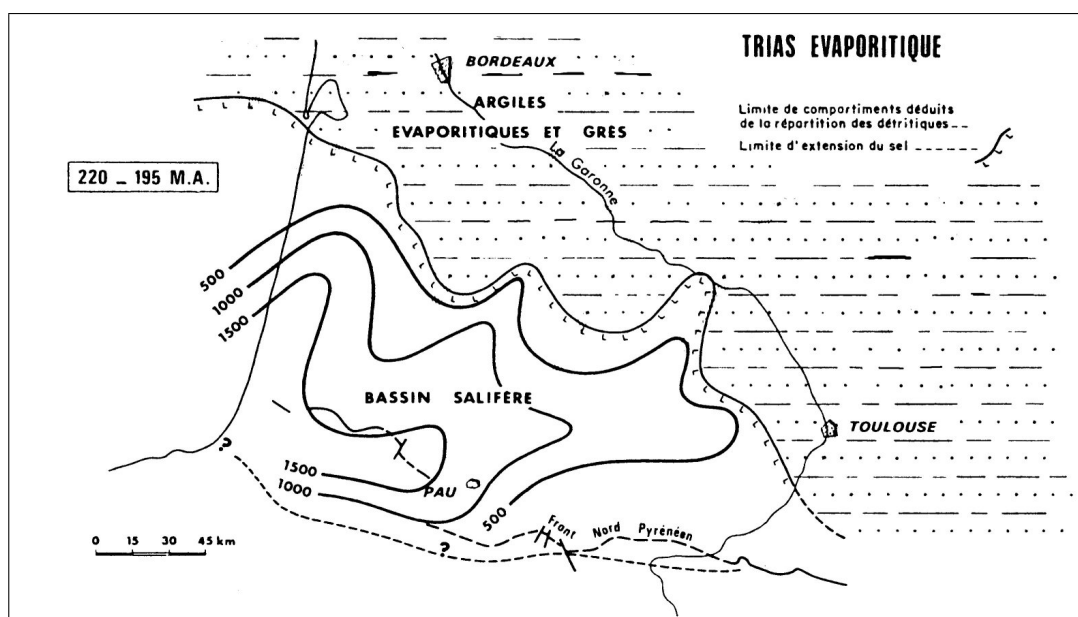 TRIAS EVAPORITIQUE
BORDEAUX
ARGILES
EVAPORITIQUES ET GRÈS
Limite de compartiments déduits
de la répartition des détritiques
Limite d'extension du sel
La Garonne
220 _ 195 M.A.
500
1000
1500
BASSIN SALIFÈRE
TOULOUSE
?
1500
1000
PAU
500
Front Nord Pyrénéen
?
0 15 30 45 km